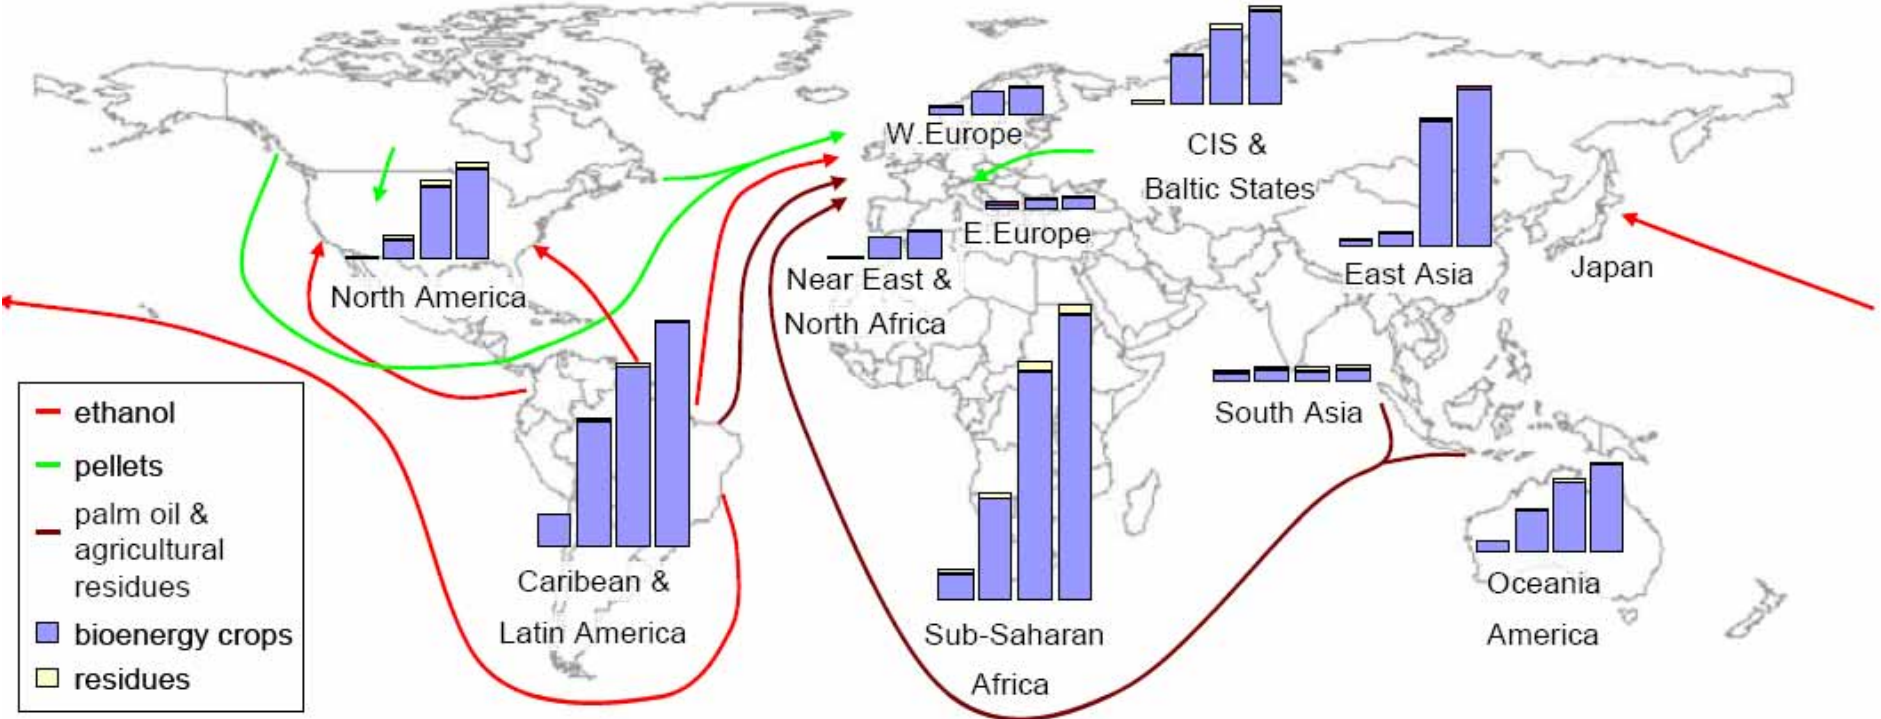 W.Europe
CIS &
Baltic States
E.Europe
Near East &
North Africa
North America
East Asia
Japan
South Asia
ethanol
pellets
palm oil &
agricultural
residues
bioenergy crops
residues
Caribean &
Latin America
Sub-Saharan
Africa
Oceania
America